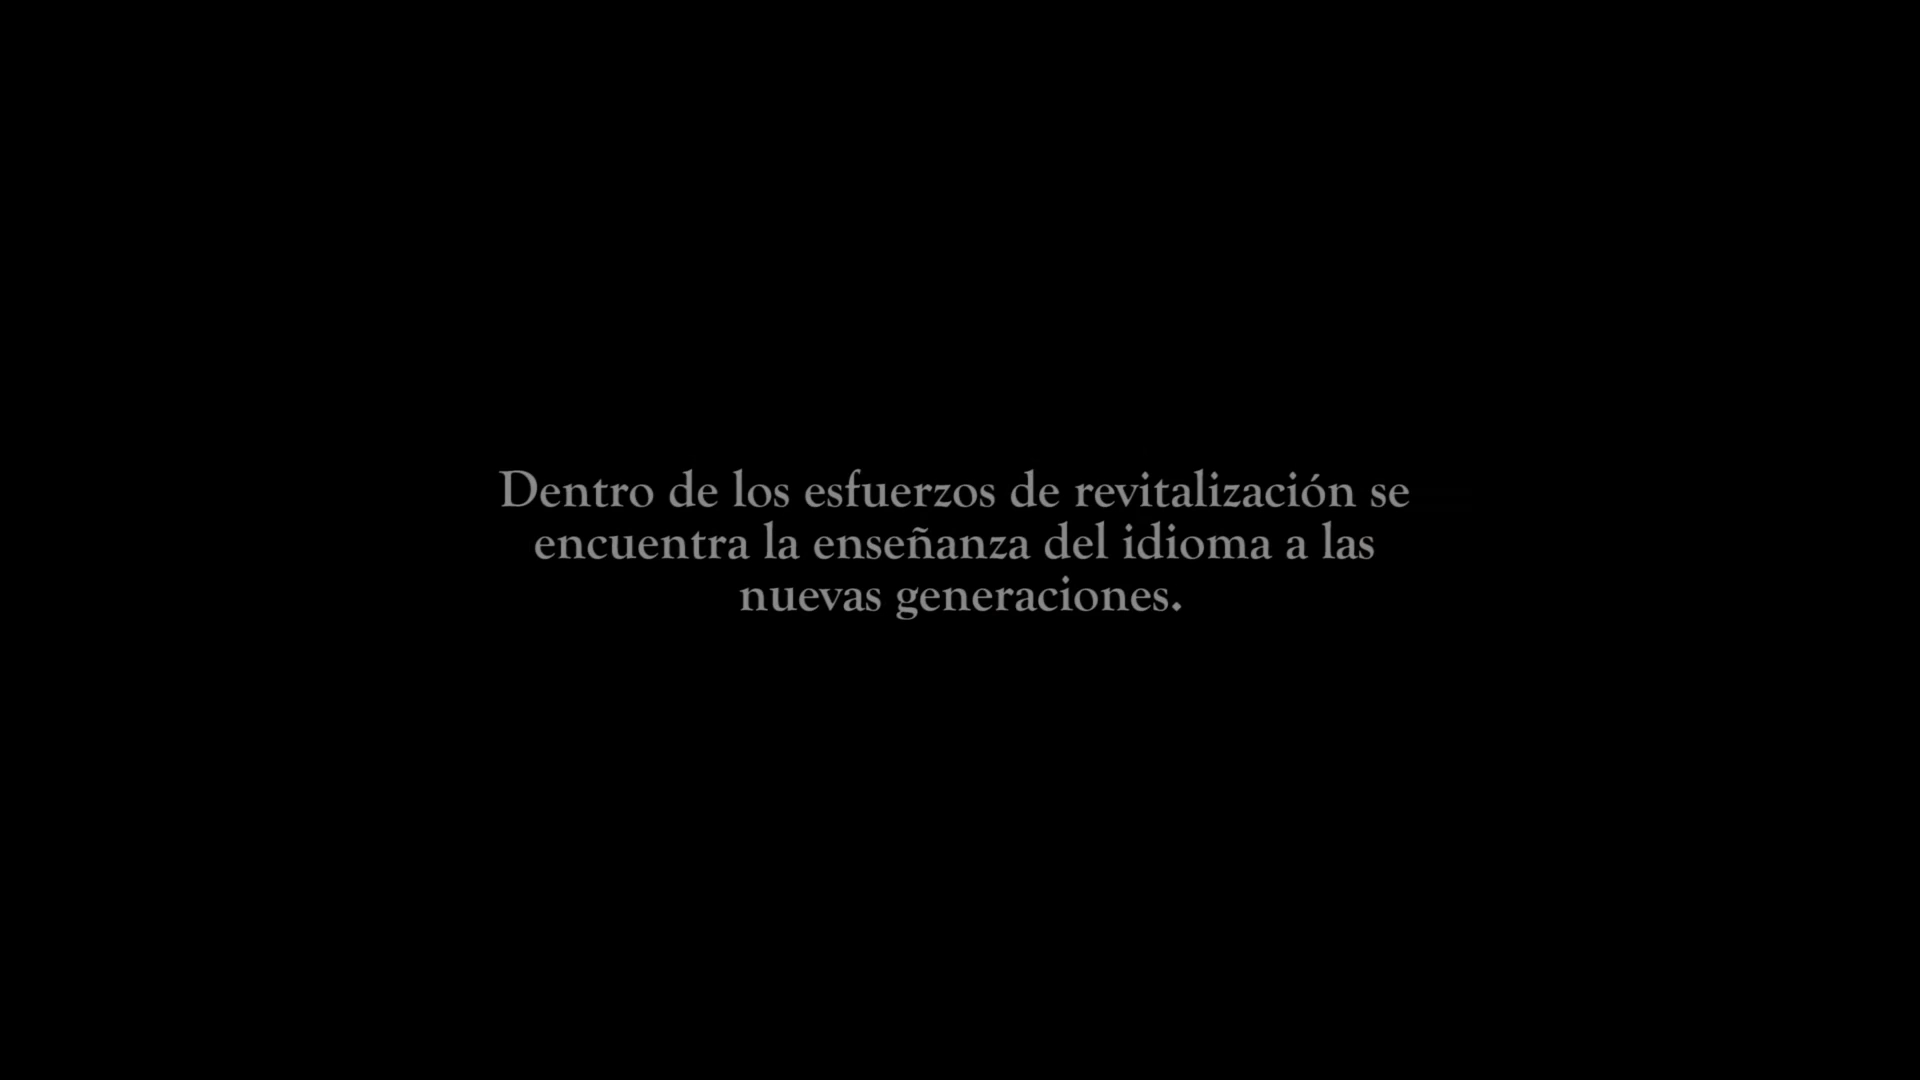 Dentro de los esfuerzos de revitalización se
encuentra la enseñanza del idioma a las
nuevas generaciones.